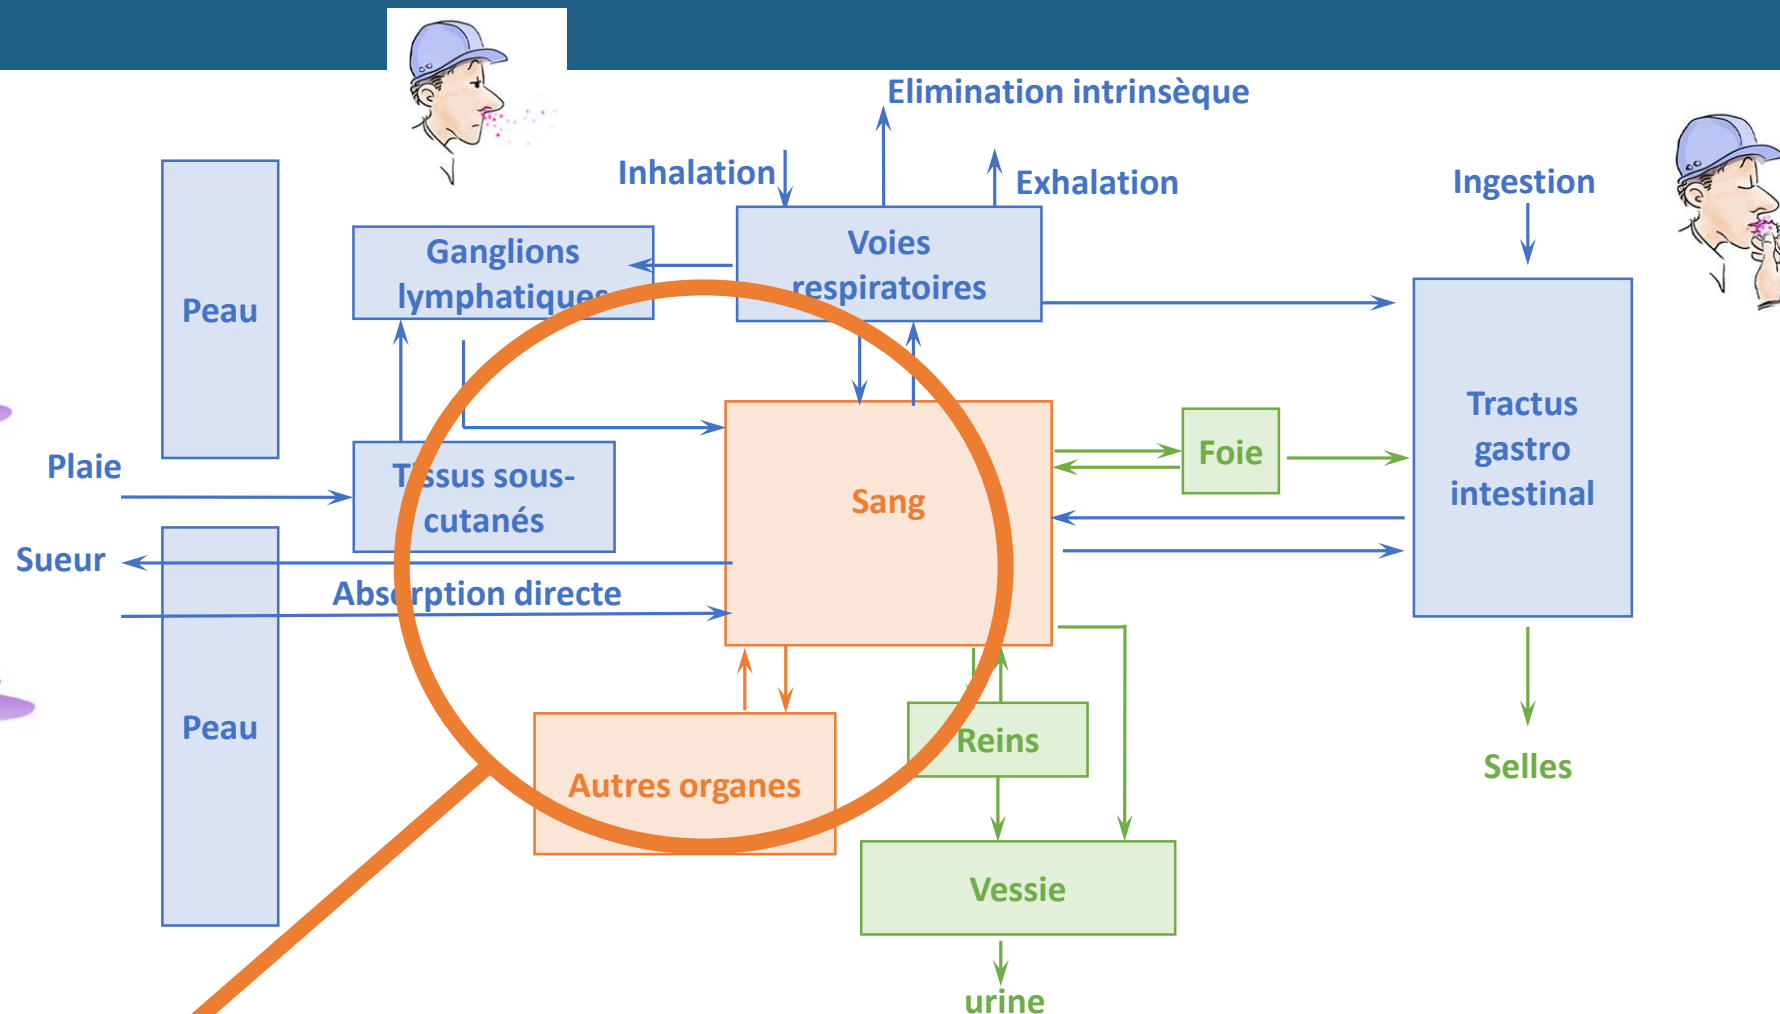 Elimination intrinsèque
Inhalation
Exhalation
Ingestion
Peau
Ganglions
lymphatiques
Voies
respiratoires
Tractus
gastro
intestinal
Plaie
Tissus sous-
cutanés
Sang
Foie
Sueur
Absorption directe
Peau
Autres organes
Reins
Selles
Vessie
urine